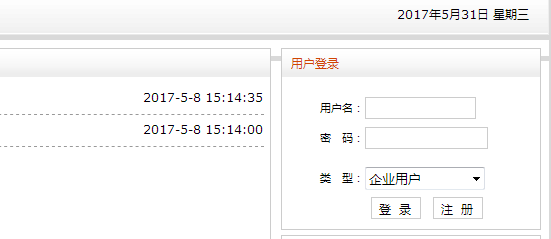 2017年5月31日 星期三
2017-5-8 15:14:35
2017-5-8 15:14:00
用户登录
用户名：
密 码：
类 型： 企业用户
登 录 注 册